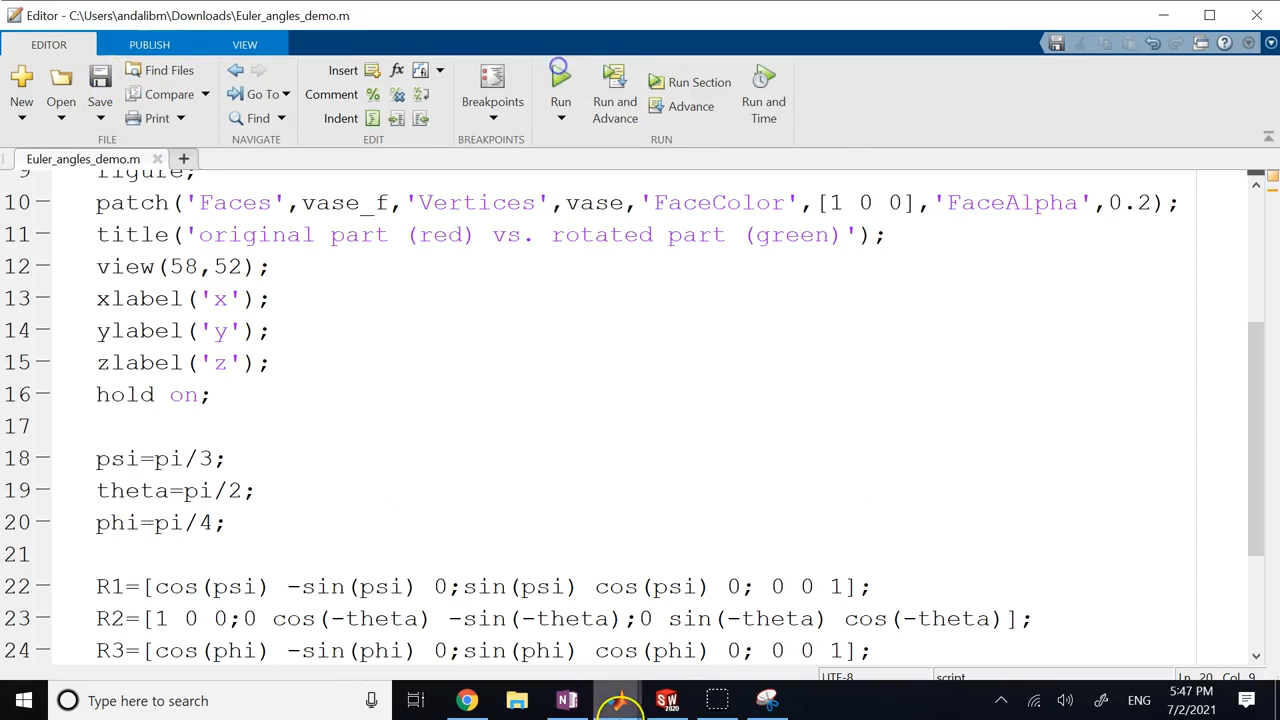 Editor - C:\Users\andalibm\Downloads\Euler_angles_demo.m
EDITOR PUBLISH VIEW
New Open Save Find Files Compare Print FILE
Go To Find NAVIGATE
Insert fx Comment Indent EDIT
Breakpoints BREAKPOINTS
Run Run and Advance Run Section Advance Run and Time RUN
Euler_angles_demo.m
9 figure;
10 patch('Faces',vase_f,'Vertices',vase,'FaceColor',[1 0 0],'FaceAlpha',0.2);
11 title('original part (red) vs. rotated part (green)');
12 view(58,52);
13 xlabel('x');
14 ylabel('y');
15 zlabel('z');
16 hold on;
17
18 psi=pi/3;
19 theta=pi/2;
20 phi=pi/4;
21
22 R1=[cos(psi) -sin(psi) 0;sin(psi) cos(psi) 0; 0 0 1];
23 R2=[1 0 0;0 cos(-theta) -sin(-theta);0 sin(-theta) cos(-theta)];
24 R3=[cos(phi) -sin(phi) 0;sin(phi) cos(phi) 0; 0 0 1];
UTF-8 script Ln 20 Col 9
Type here to search
SW 2020
ENG
5:47 PM
7/2/2021